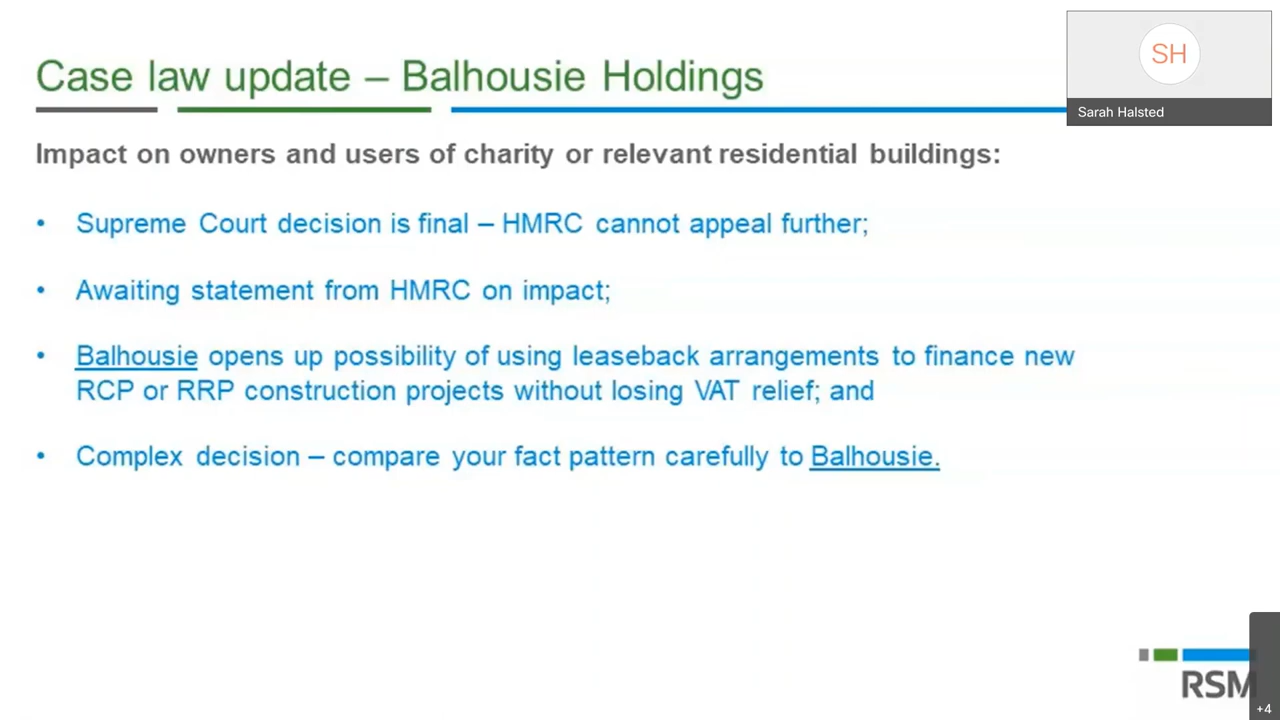 Case law update – Balhousie Holdings
SH
Sarah Halsted
Impact on owners and users of charity or relevant residential buildings:
• Supreme Court decision is final – HMRC cannot appeal further;
• Awaiting statement from HMRC on impact;
• Balhousie opens up possibility of using leaseback arrangements to finance new
RCP or RRP construction projects without losing VAT relief; and
• Complex decision – compare your fact pattern carefully to Balhousie.
RSM
+4